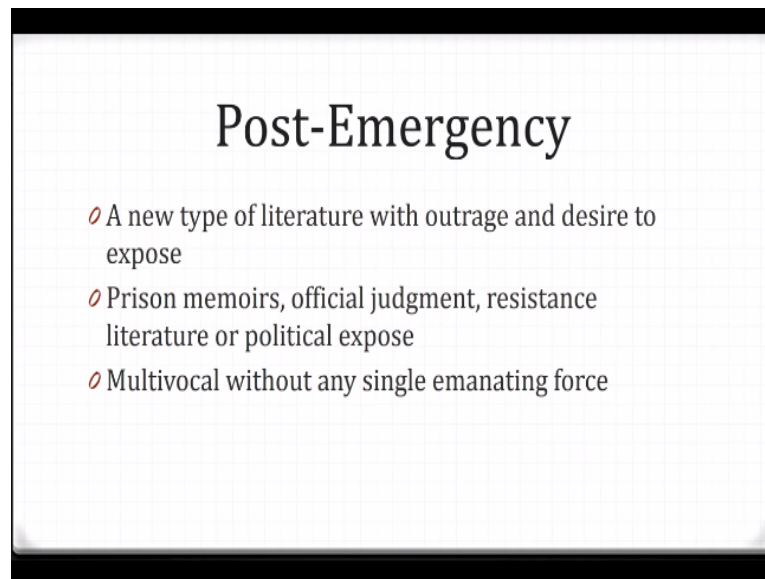 Post-Emergency
A new type of literature with outrage and desire to
expose
Prison memoirs, official judgment, resistance
literature or political expose
Multivocal without any single emanating force